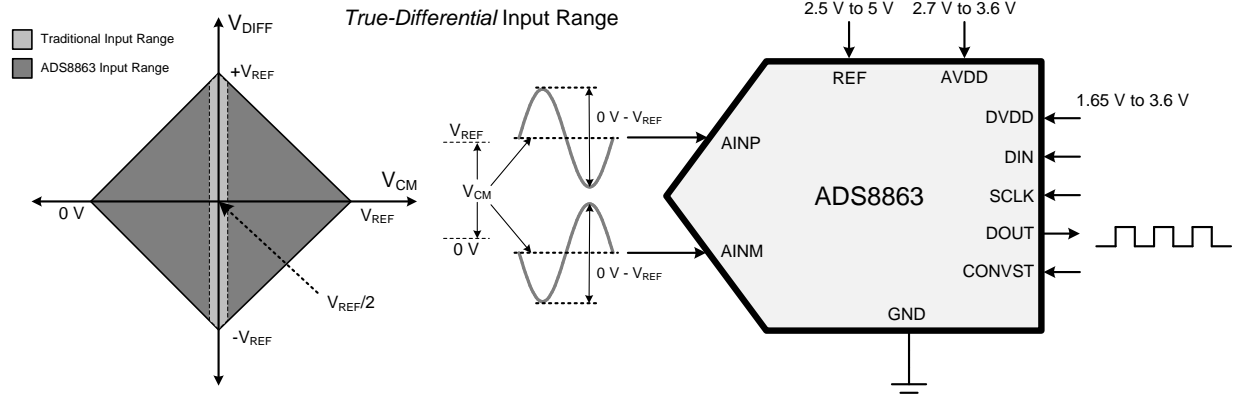 True-Differential Input Range
Traditional Input Range
ADS8863 Input Range
VDIFF
+VREF
VCM
0 V
VREF
VREF/2
-VREF
VREF
VCM
0 V
0 V - VREF
0 V - VREF
2.5 V to 5 V
2.7 V to 3.6 V
REF
AVDD
1.65 V to 3.6 V
DVDD
AINP
DIN
ADS8863
SCLK
DOUT
AINM
CONVST
GND